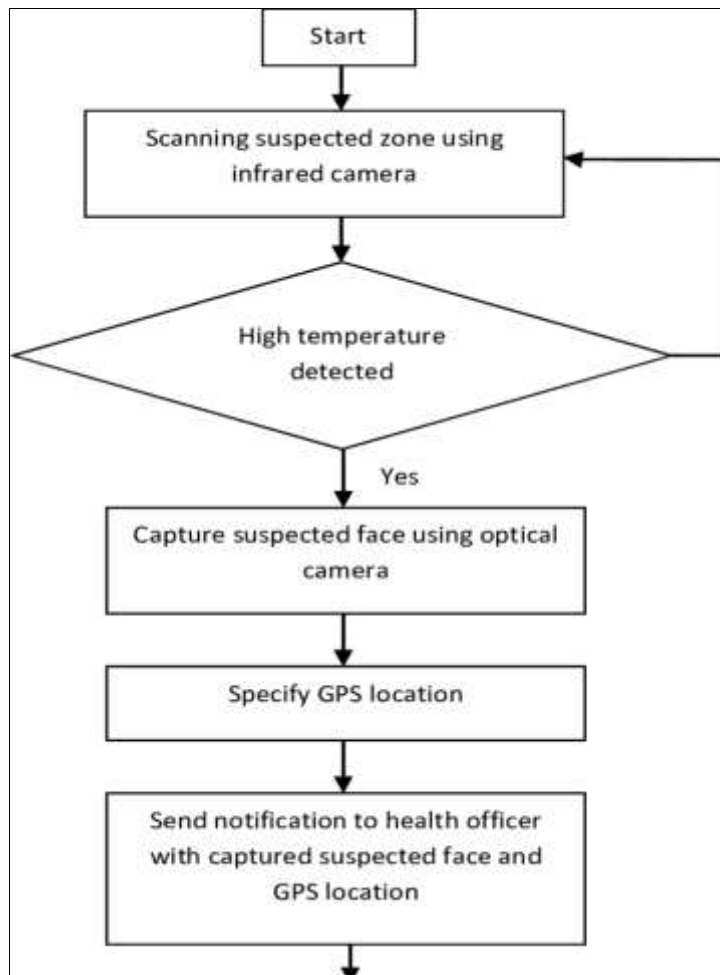 Start
Scanning suspected zone using
infrared camera
High temperature
detected
Yes
Capture suspected face using optical
camera
Specify GPS location
Send notification to health officer
with captured suspected face and
GPS location